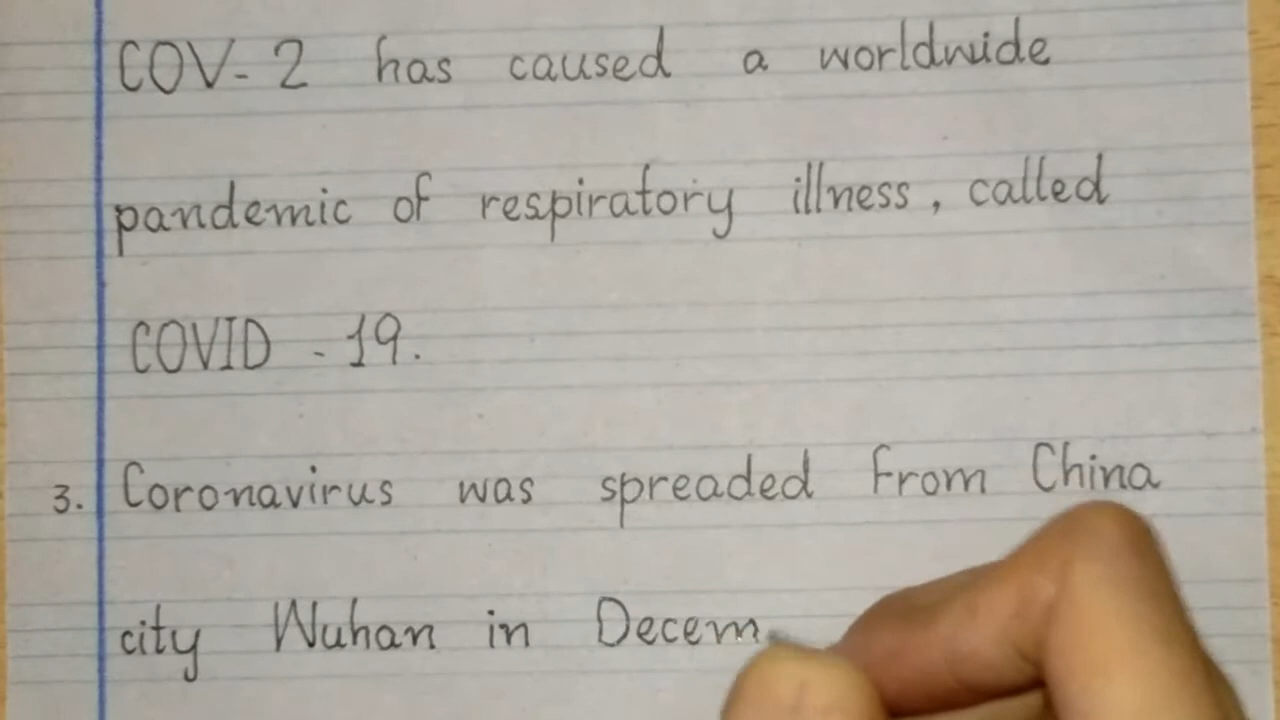 COV-2 has caused a worldwide
pandemic of respiratory illness, called
COVID - 19.
3. Coronavirus was spreaded From China
city Wuhan in Decem